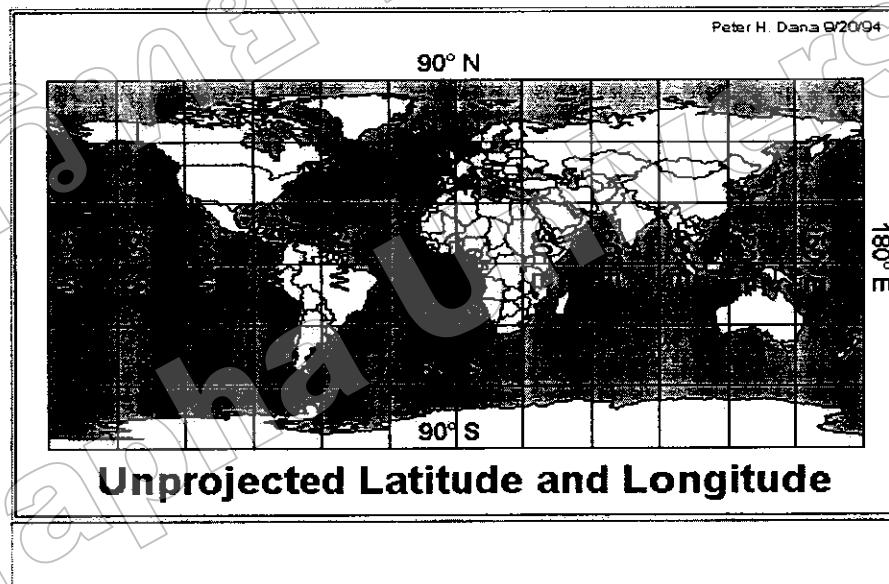 Peter H. Dana 9/20/94
90° N
180° E
90° S
Unprojected Latitude and Longitude